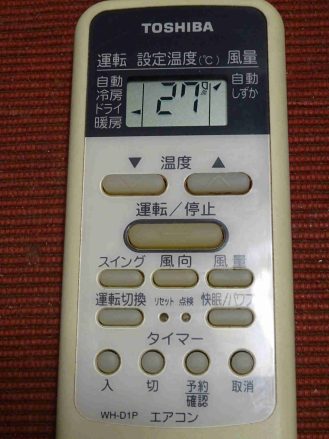 TOSHIBA
運転 設定温度(℃) 風量
自動 自動
冷房 しずか
ドライ
暖房
27
▼ 温度 ▲
運転/停止
スイング 風向 風量
運転切換 リセット 点検 快眠/パワフ
タイマー
入 切 予約 取消
確認
WH-D1P エアコン